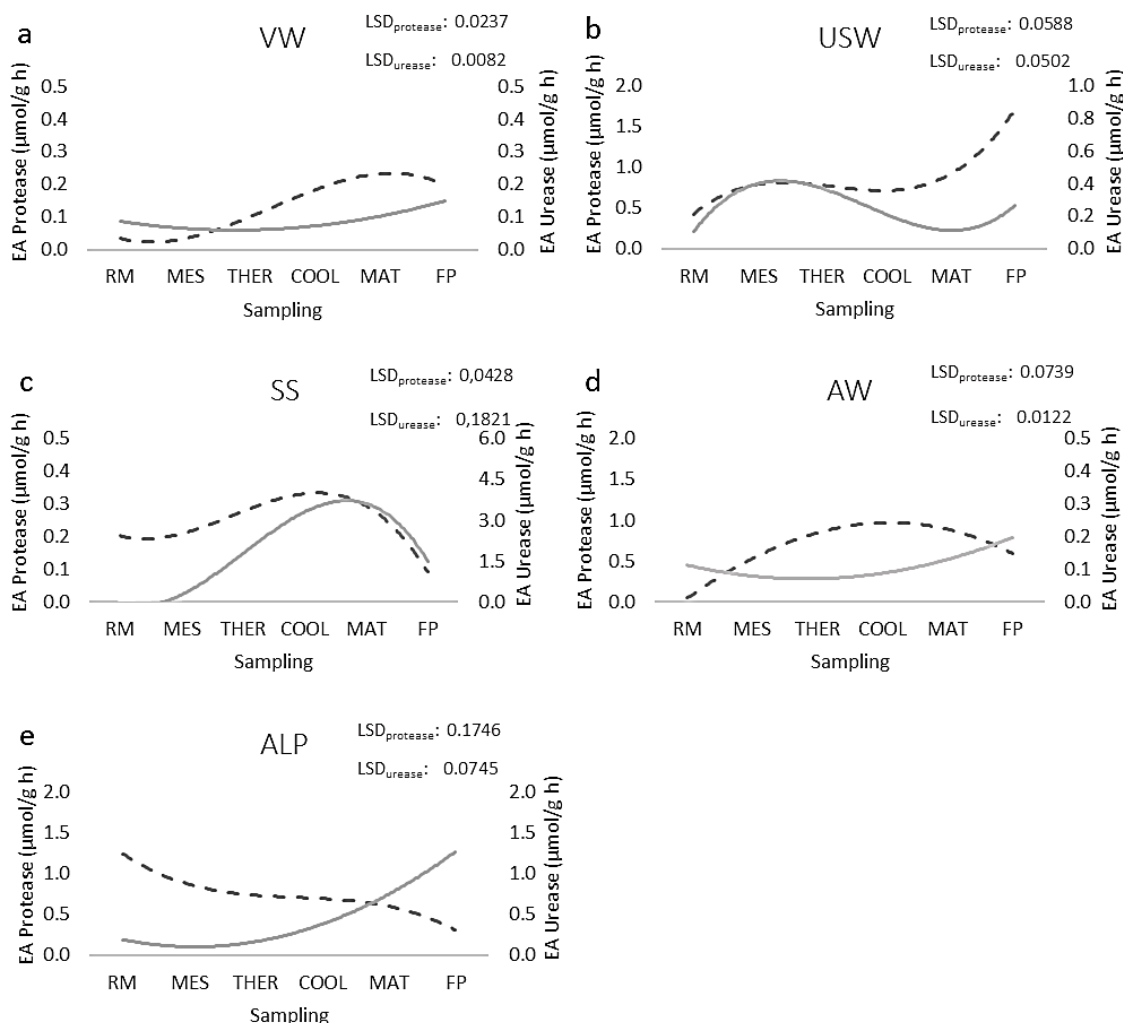 a
VW
LSDprotease: 0.0237
LSDurease: 0.0082
EA Protease (µmol/g h)
0.5
0.4
0.3
0.2
0.1
0.0
0.5
0.4
0.3
0.2
0.1
0.0
EA Urease (µmol/g h)
RM MES THER COOL MAT FP
Sampling
b
USW
LSDprotease: 0.0588
LSDurease: 0.0502
EA Protease (µmol/g h)
2.0
1.5
1.0
0.5
0.0
1.0
0.8
0.6
0.4
0.2
0.0
EA Urease (µmol/g h)
RM MES THER COOL MAT FP
Sampling
c
SS
LSDprotease: 0,0428
LSDurease: 0,1821
EA Protease (µmol/g h)
0.5
0.4
0.3
0.2
0.1
0.0
6.0
4.5
3.0
1.5
0.0
EA Urease (µmol/g h)
RM MES THER COOL MAT FP
Sampling
d
AW
LSDprotease: 0.0739
LSDurease: 0.0122
EA Protease (µmol/g h)
2.0
1.5
1.0
0.5
0.0
0.5
0.4
0.3
0.2
0.1
0.0
EA Urease (µmol/g h)
RM MES THER COOL MAT FP
Sampling
e
ALP
LSDprotease: 0.1746
LSDurease: 0.0745
EA Protease (µmol/g h)
2.0
1.5
1.0
0.5
0.0
2.0
1.5
1.0
0.5
0.0
EA Urease (µmol/g h)
RM MES THER COOL MAT FP
Sampling